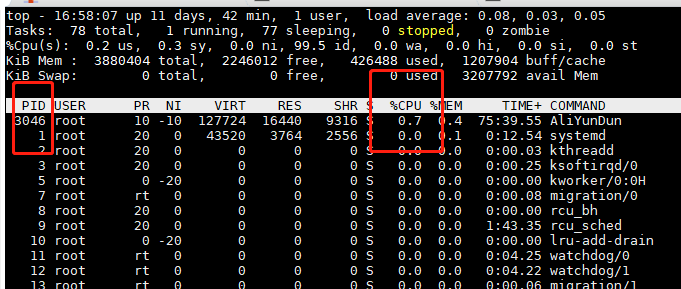 top - 16:58:07 up 11 days, 42 min,  1 user,  load average: 0.08, 0.03, 0.05
Tasks:  78 total,   1 running,  77 sleeping,   0 stopped,   0 zombie
%Cpu(s):  0.2 us,  0.3 sy,  0.0 ni, 99.5 id,  0.0 wa,  0.0 hi,  0.0 si,  0.0 st
KiB Mem :  3880404 total,  2246012 free,   426488 used,  1207904 buff/cache
KiB Swap:        0 total,        0 free,        0 used  3207792 avail Mem
PID USER      PR  NI    VIRT    RES    SHR S  %CPU %MEM     TIME+ COMMAND
3046 root      10 -10  127724  16440   9316 S   0.7  0.4  75:39.55 AliYunDun
1 root      20   0   43520   3764   2556 S   0.0  0.1   0:12.54 systemd
2 root      20   0       0      0      0 S   0.0  0.0   0:00.03 kthreadd
3 root      20   0       0      0      0 S   0.0  0.0   0:00.25 ksoftirqd/0
5 root       0 -20       0      0      0 S   0.0  0.0   0:00.00 kworker/0:0H
7 root      rt   0       0      0      0 S   0.0  0.0   0:00.08 migration/0
8 root      20   0       0      0      0 S   0.0  0.0   0:00.00 rcu_bh
9 root      20   0       0      0      0 S   0.0  0.0   1:43.35 rcu_sched
10 root       0 -20       0      0      0 S   0.0  0.0   0:00.00 lru-add-drain
11 root      rt   0       0      0      0 S   0.0  0.0   0:04.25 watchdog/0
12 root      rt   0       0      0      0 S   0.0  0.0   0:04.22 watchdog/1
13 root      rt   0       0      0      0 S   0.0  0.0   0:00.06 migration/1